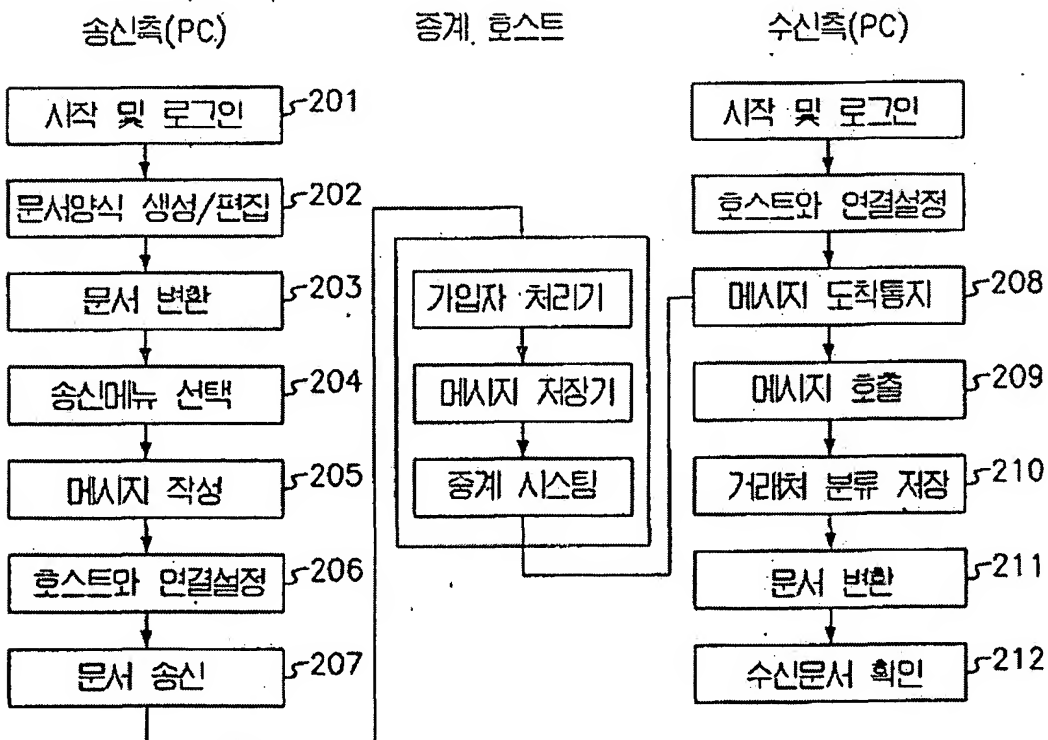 송신측(PC)
시작 및 로그인
201
문서양식 생성/편집
202
문서 변환
203
송신메뉴 선택
204
메시지 작성
205
호스트와 연결설정
206
문서 송신
207
중계 호스트
가입자 처리기
메시지 저장기
중계 시스팀
수신측(PC)
시작 및 로그인
호스트와 연결설정
메시지 도착통지
208
메시지 호출
209
거래처 분류 저장
210
문서 변환
211
수신문서 확인
212